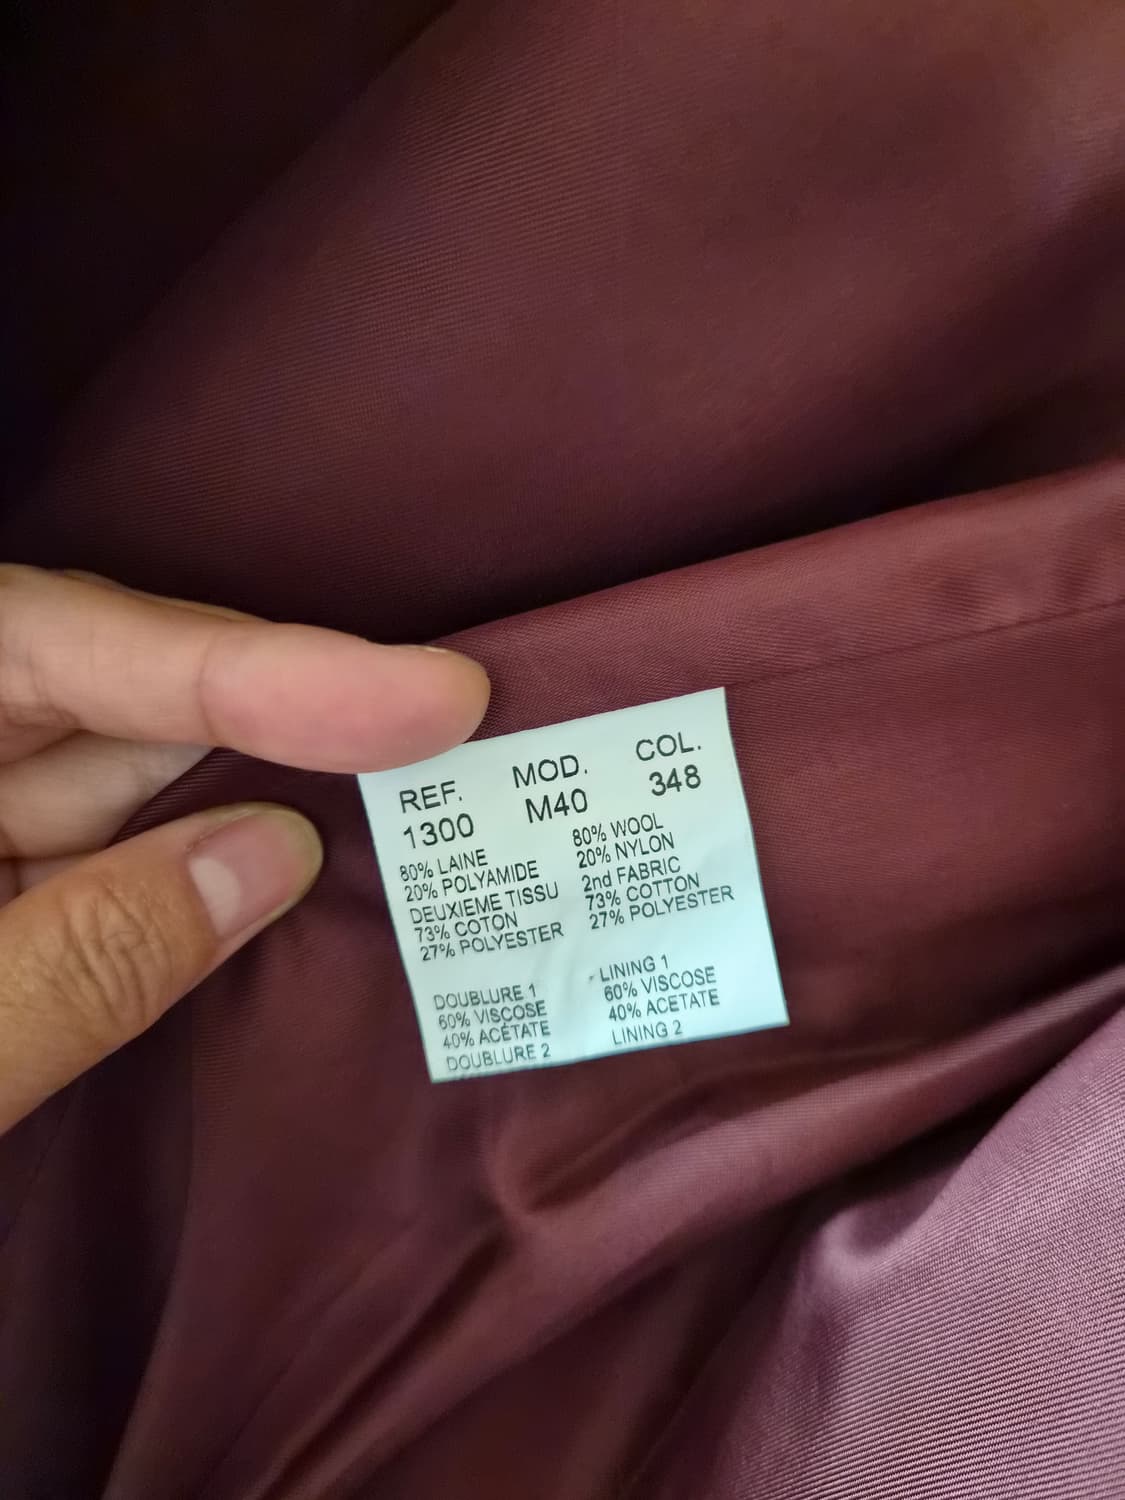 REF. MOD. COL.
1300 M40 348
80% LAINE
20% POLYAMIDE
DEUXIEME TISSU
73% COTON
27% POLYESTER
DOUBLURE 1
60% VISCOSE
40% ACÉTATE
DOUBLURE 2
80% WOOL
20% NYLON
2nd FABRIC
73% COTTON
27% POLYESTER
LINING 1
60% VISCOSE
40% ACETATE
LINING 2